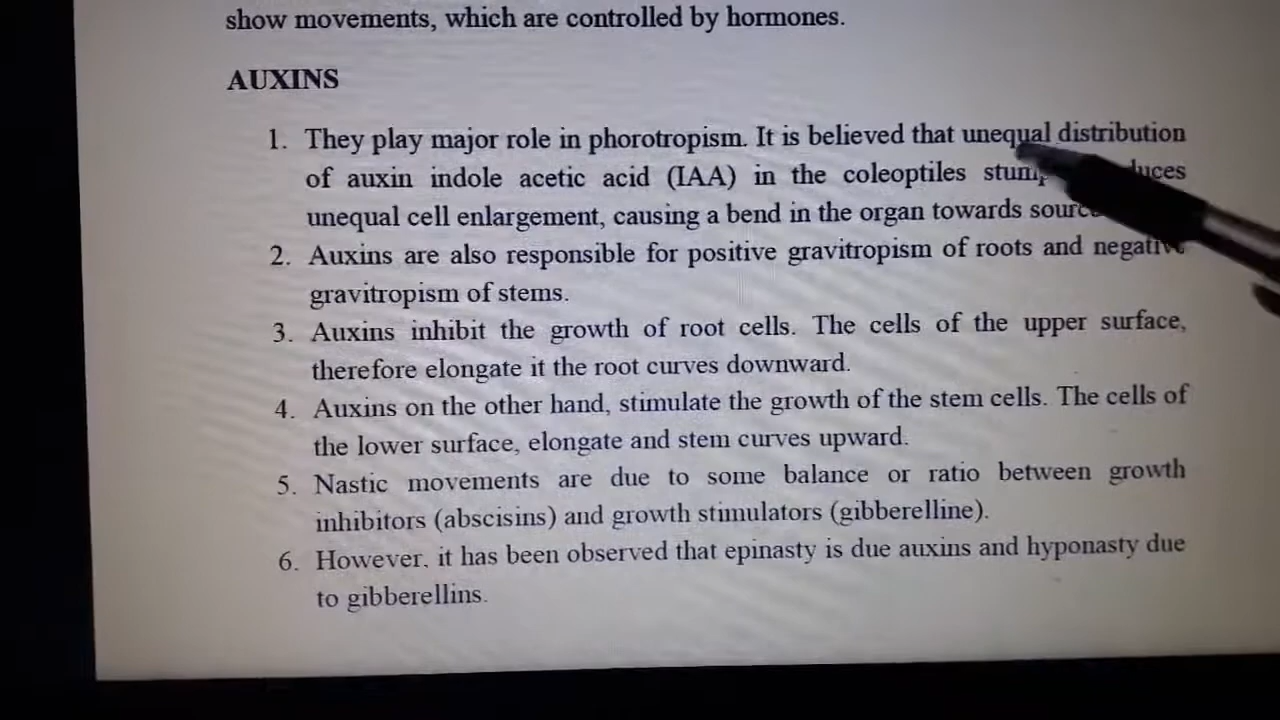 show movements, which are controlled by hormones.
AUXINS
1. They play major role in phorotropism. It is believed that unequal distribution
of auxin indole acetic acid (IAA) in the coleoptiles
unequal cell enlargement, causing a bend in the organ towards
2. Auxins are also responsible for positive gravitropism of roots and negative
gravitropism of stems.
3. Auxins inhibit the growth of root cells. The cells of the upper surface,
therefore elongate it the root curves downward.
4. Auxins on the other hand, stimulate the growth of the stem cells. The cells of
the lower surface, elongate and stem curves upward.
5. Nastic movements are due to some balance or ratio between growth
inhibitors (abscisins) and growth stimulators (gibberelline).
6. However, it has been observed that epinasty is due auxins and hyponasty due
to gibberellins.